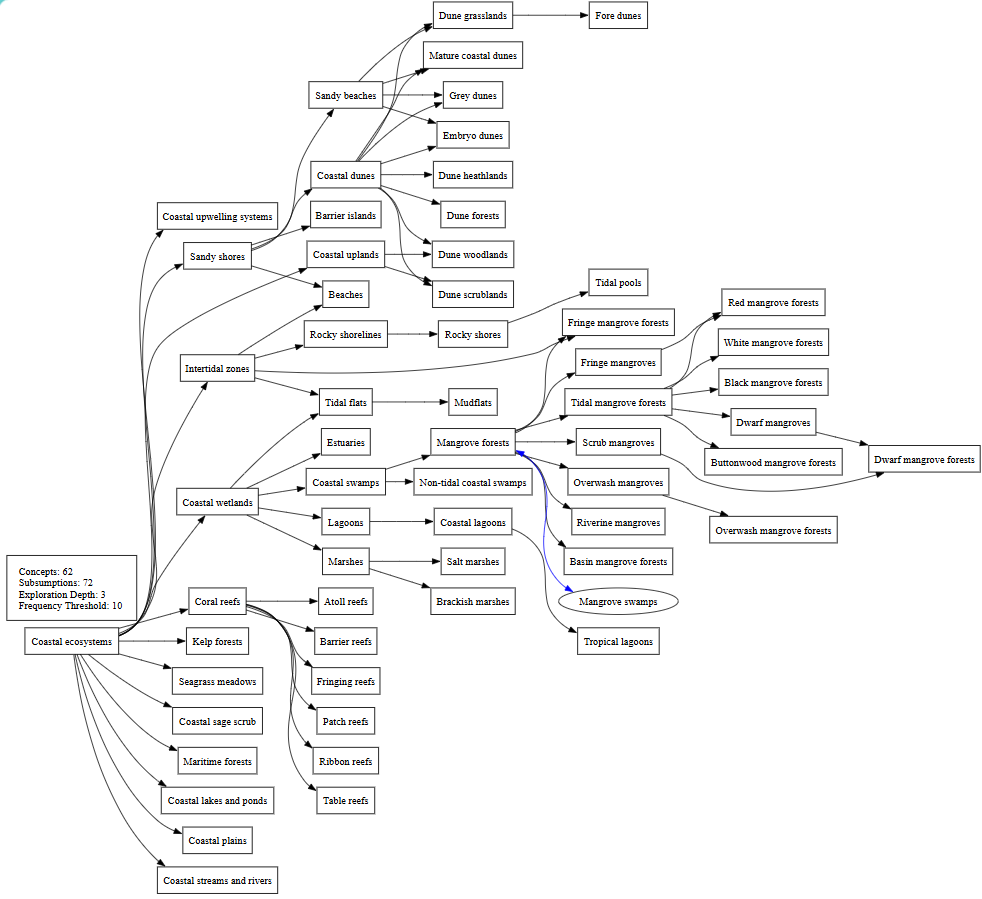 Dune grasslands
Fore dunes
Mature coastal dunes
Sandy beaches
Grey dunes
Embryo dunes
Coastal dunes
Dune heathlands
Coastal upwelling systems
Barrier islands
Dune forests
Sandy shores
Coastal uplands
Dune woodlands
Beaches
Dune scrublands
Tidal pools
Red mangrove forests
Rocky shorelines
Rocky shores
Fringe mangrove forests
White mangrove forests
Intertidal zones
Fringe mangroves
Black mangrove forests
Tidal flats
Mudflats
Tidal mangrove forests
Dwarf mangroves
Estuaries
Mangrove forests
Scrub mangroves
Buttonwood mangrove forests
Dwarf mangrove forests
Coastal swamps
Non-tidal coastal swamps
Overwash mangroves
Coastal wetlands
Lagoons
Coastal lagoons
Riverine mangroves
Overwash mangrove forests
Marshes
Salt marshes
Basin mangrove forests
Concepts: 62
Subsumptions: 72
Exploration Depth: 3
Frequency Threshold: 10
Coral reefs
Atoll reefs
Brackish marshes
Mangrove swamps
Coastal ecosystems
Kelp forests
Barrier reefs
Tropical lagoons
Seagrass meadows
Fringing reefs
Coastal sage scrub
Patch reefs
Maritime forests
Ribbon reefs
Coastal lakes and ponds
Table reefs
Coastal plains
Coastal streams and rivers